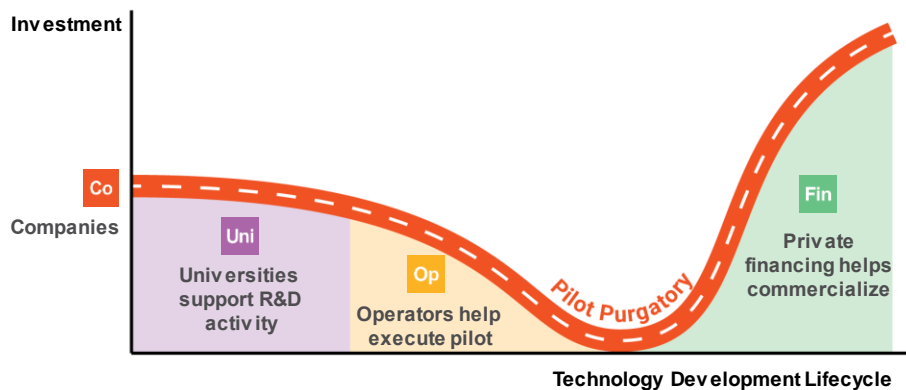 Investment
Co
Companies
Uni
Universities
support R&D
activity
Op
Operators help
execute pilot
Pilot Purgatory
Fin
Private
financing helps
commercialize
Technology Development Lifecycle